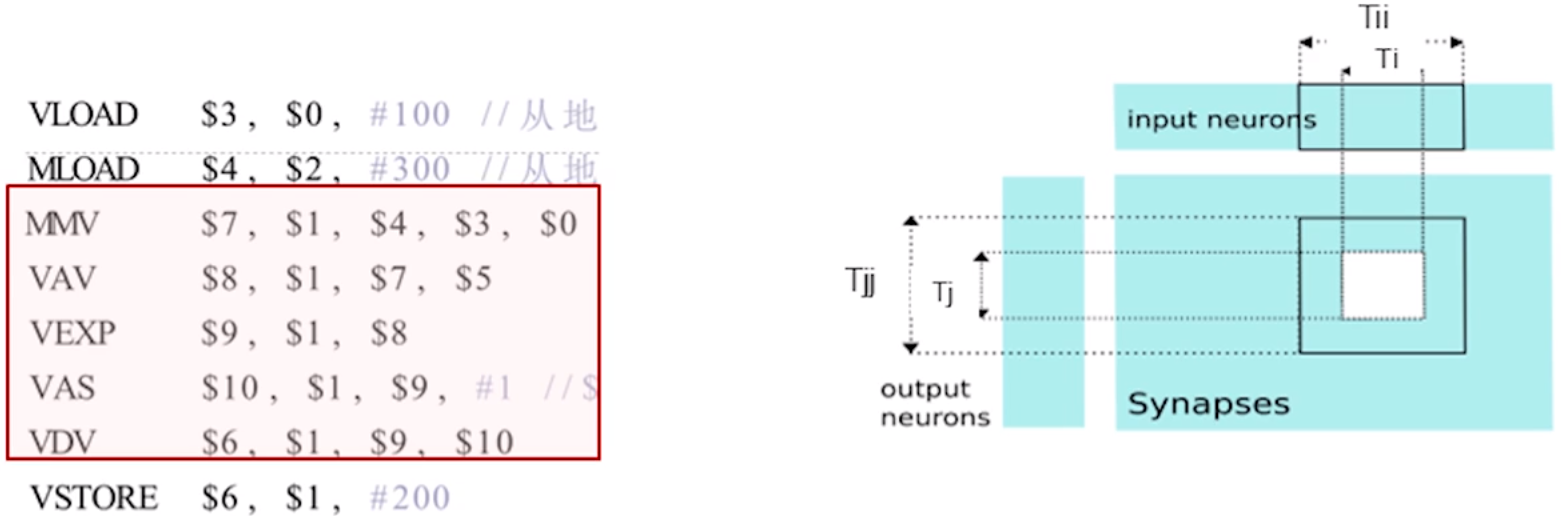 VLOAD $3, $0, #100 //从地
MLOAD $4, $2, #300 //从地
MMV $7, $1, $4, $3, $0
VAV $8, $1, $7, $5
VEXP $9, $1, $8
VAS $10, $1, $9, #1 //$
VDV $6, $1, $9, $10
VSTORE $6, $1, #200
Tii
Ti
input neurons
Tjj
Tj
output
neurons
Synapses